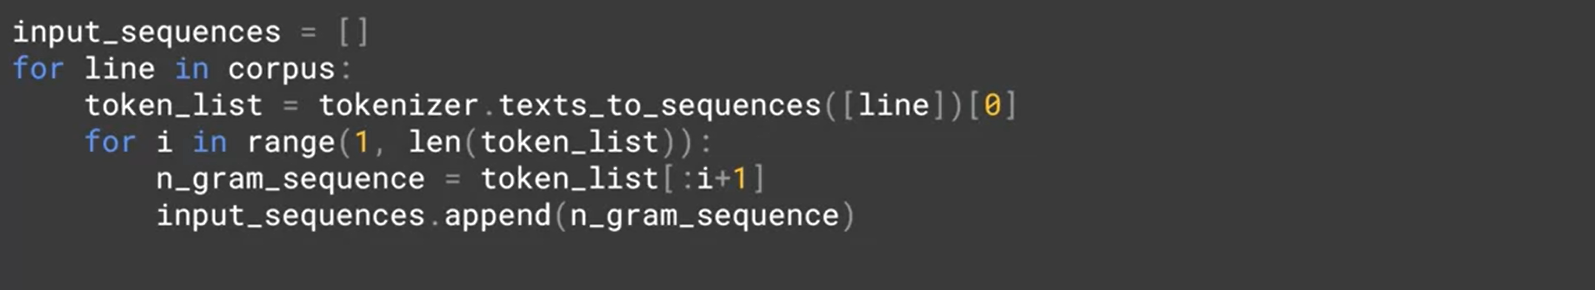 input_sequences = []
for line in corpus:
    token_list = tokenizer.texts_to_sequences([line])[0]
    for i in range(1, len(token_list)):
        n_gram_sequence = token_list[:i+1]
        input_sequences.append(n_gram_sequence)